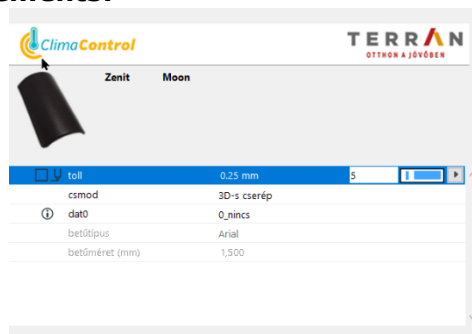 ClimaControl
TERRÁN
OTTHON A JÖVŐBEN
Zenit Moon
toll 0.25 mm 5
csmod 3D-s cserép
dat0 0_nincs
betűtípus Arial
betűméret (mm) 1,500